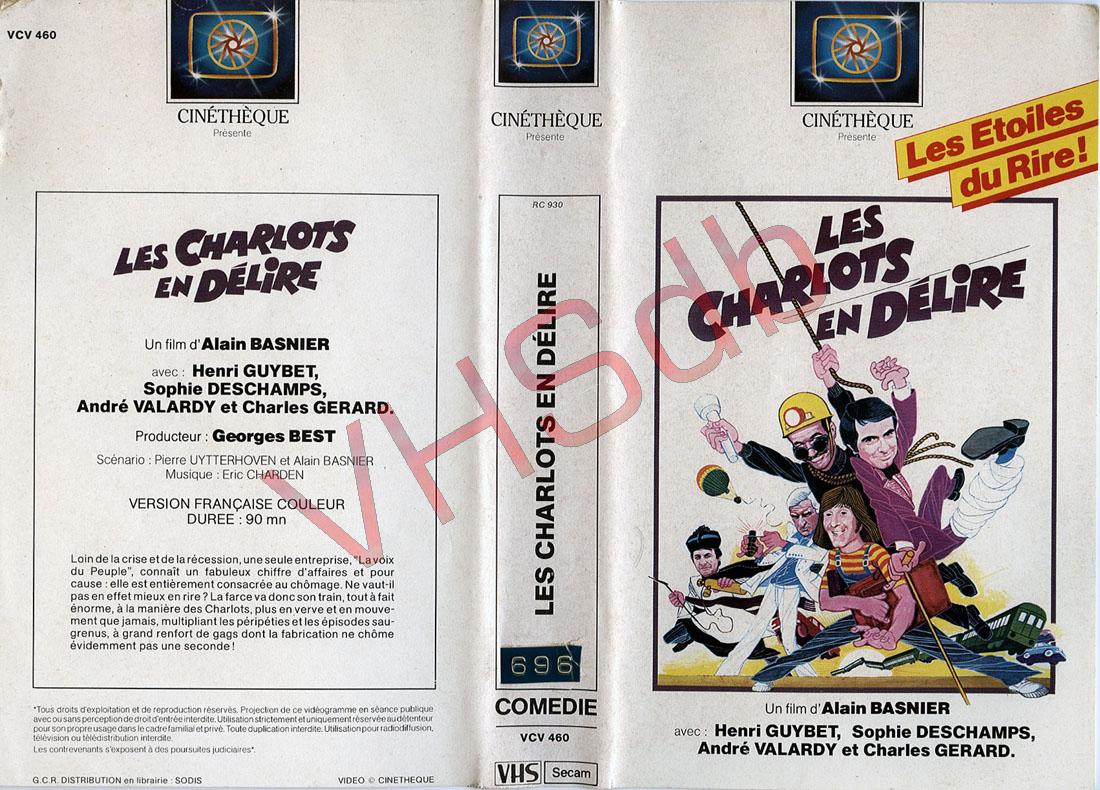 VCV 460
CINÉTHÈQUE
Présente
LES CHARLOTS
EN DÉLIRE
Un film d'Alain BASNIER
avec : Henri GUYBET,
Sophie DESCHAMPS,
André VALARDY et Charles GERARD.
Producteur : Georges BEST
Scénario : Pierre UYTTERHOVEN et Alain BASNIER
Musique : Eric CHARDEN
VERSION FRANÇAISE COULEUR
DUREE : 90 mn
Loin de la crise et de la récession, une seule entreprise, "La voix
du Peuple", connaît un fabuleux chiffre d'affaires et pour
cause : elle est entièrement consacrée au chômage. Ne vaut-il
pas en effet mieux en rire ? La farce va donc son train, tout à fait
énorme, à la manière des Charlots, plus en verve et en mouve-
ment que jamais, multipliant les péripéties et les épisodes sau-
grenus, à grand renfort de gags dont la fabrication ne chôme
évidemment pas une seconde !
"Tous droits d'exploitation et de reproduction réservés. Projection de ce vidéogramme en séance publique
avec ou sans perception de droit d'entrée interdite. Utilisation strictement et uniquement réservée au détenteur
pour son propre usage dans le cadre familial et privé. Toute duplication interdite. Utilisation pour radiodiffusion,
télévision ou télédistribution interdite.
Les contrevenants s'exposent à des poursuites judiciaires".
G.C.R. DISTRIBUTION en librairie : SODIS
VIDEO © CINETHEQUE
CINÉTHÈQUE
Présente
RC 930
LES CHARLOTS EN DÉLIRE
696
COMEDIE
VCV 460
VHS Secam
CINÉTHÈQUE
Présente
Les Etoiles
du Rire !
LES
CHARLOTS
EN DÉLIRE
Un film d'Alain BASNIER
avec : Henri GUYBET, Sophie DESCHAMPS,
André VALARDY et Charles GERARD.
VHSdb